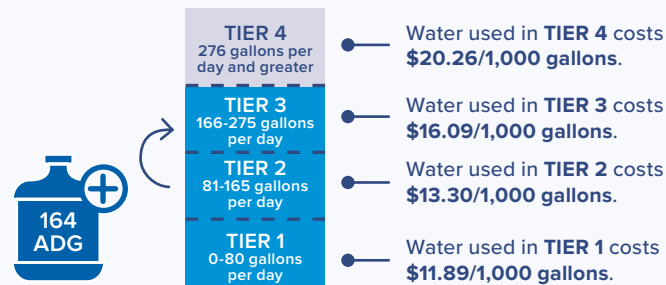 TIER 4
276 gallons per
day and greater
Water used in TIER 4 costs
$20.26/1,000 gallons.
TIER 3
166-275 gallons
per day
Water used in TIER 3 costs
$16.09/1,000 gallons.
TIER 2
81-165 gallons
per day
Water used in TIER 2 costs
$13.30/1,000 gallons.
164
ADG
TIER 1
0-80 gallons
per day
Water used in TIER 1 costs
$11.89/1,000 gallons.